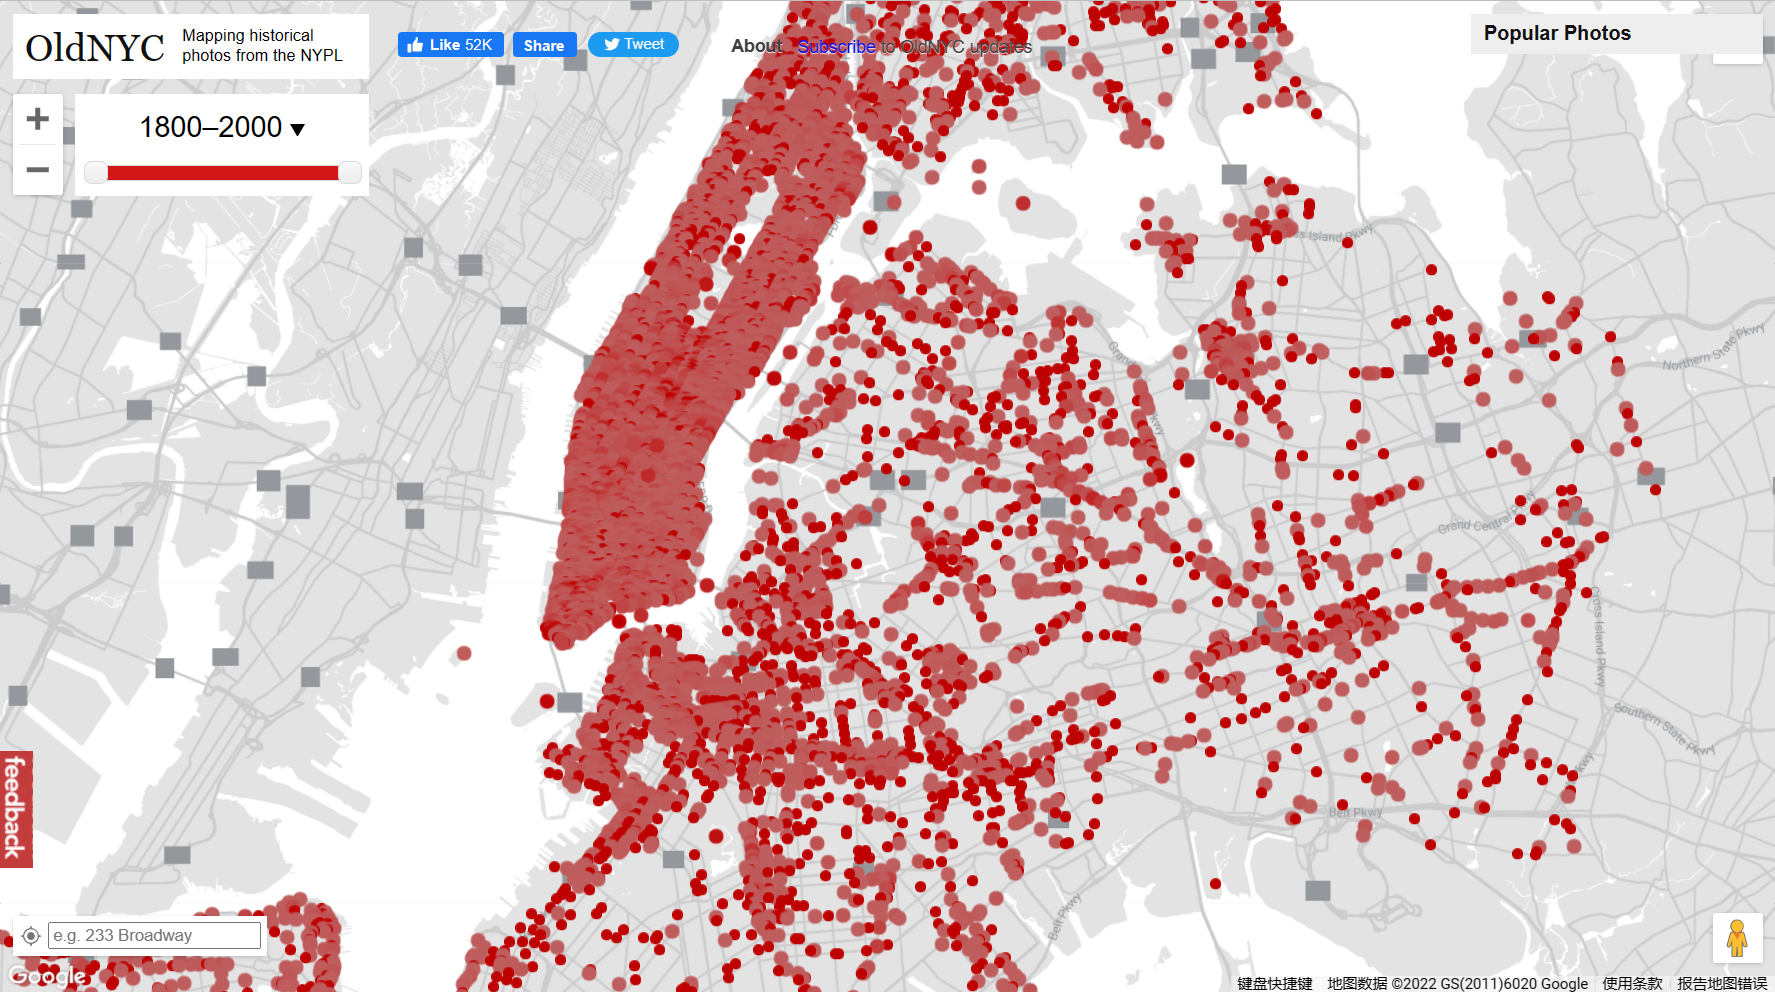 OldNYC
Mapping historical
photos from the NYPL
Like 52K
Share
Tweet
About
Subscribe to OldNYC updates
Popular Photos
+
1800–2000 ▼
−
Cross Island Pkwy
Northern State Pkwy
Grand Central Pkwy
Cross Island Pkwy
Southern State Pkwy
Belt Pkwy
Belt Pkwy
feedback
e.g. 233 Broadway
Google
键盘快捷键
地图数据 ©2022 GS(2011)6020 Google
使用条款
报告地图错误